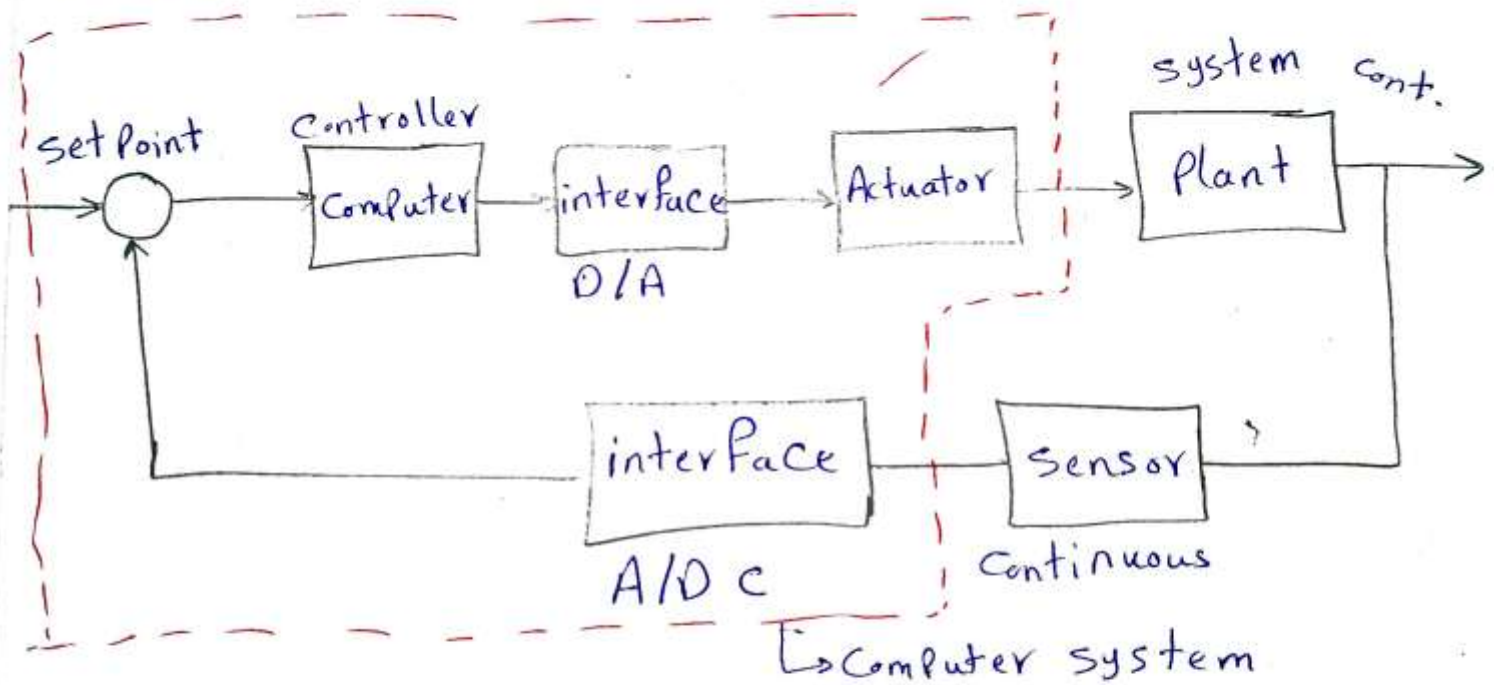 system cont.
Set Point
Controller
Computer
interface
D/A
Actuator
Plant
interface
A/D C
Sensor
Continuous
Computer system